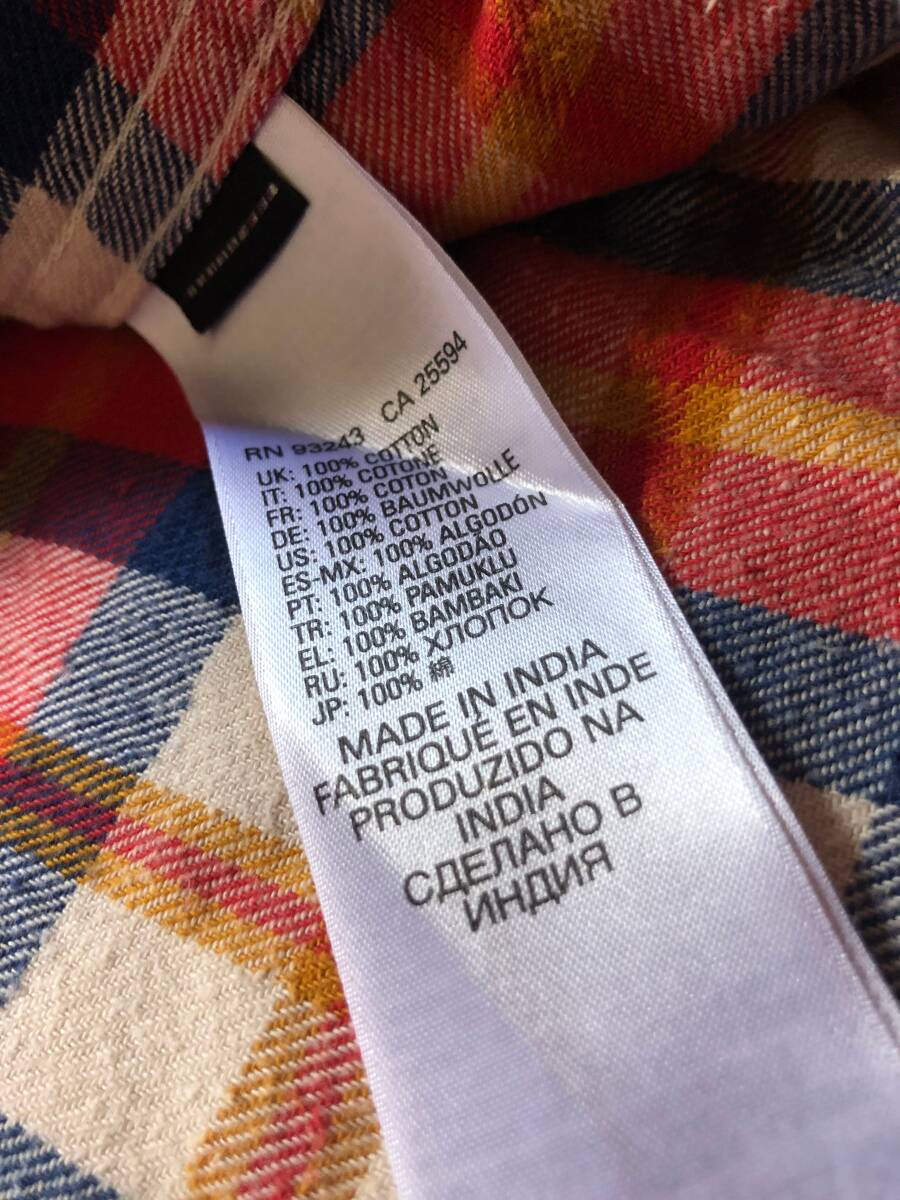 RN 93243 CA 25594
UK: 100% COTTON
IT: 100% COTONE
FR: 100% COTON
DE: 100% BAUMWOLLE
US: 100% COTTON
ES-MX: 100% ALGODÓN
PT: 100% ALGODÃO
TR: 100% PAMUKLU
EL: 100% BAMBAKI
RU: 100% ХЛОПОК
JP: 100% 綿
MADE IN INDIA
FABRIQUÉ EN INDE
PRODUZIDO NA
INDIA
СДЕЛАНО В
ИНДИЯ